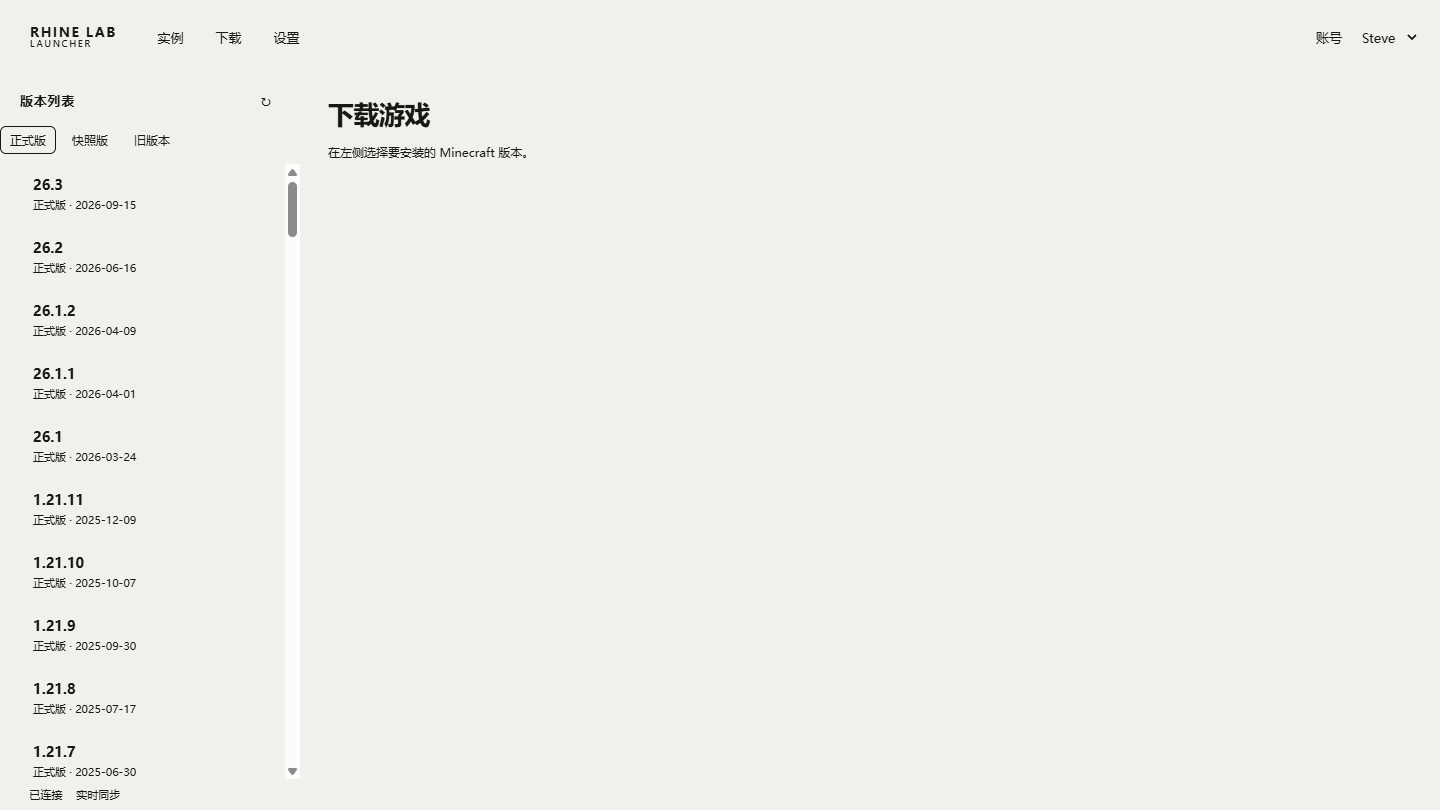 RHINE LAB
LAUNCHER
实例 下载 设置
账号 Steve
版本列表 ↻
正式版 快照版 旧版本
26.3
正式版 · 2026-09-15
26.2
正式版 · 2026-06-16
26.1.2
正式版 · 2026-04-09
26.1.1
正式版 · 2026-04-01
26.1
正式版 · 2026-03-24
1.21.11
正式版 · 2025-12-09
1.21.10
正式版 · 2025-10-07
1.21.9
正式版 · 2025-09-30
1.21.8
正式版 · 2025-07-17
1.21.7
正式版 · 2025-06-30
已连接 实时同步
下载游戏
在左侧选择要安装的 Minecraft 版本。